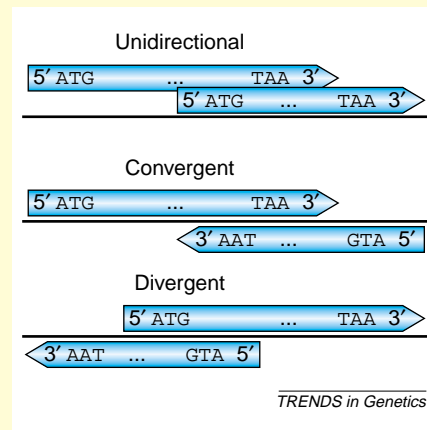 Unidirectional
5′ ATG ... TAA 3′
5′ ATG ... TAA 3′
Convergent
5′ ATG ... TAA 3′
3′ AAT ... GTA 5′
Divergent
5′ ATG ... TAA 3′
3′ AAT ... GTA 5′
TRENDS in Genetics